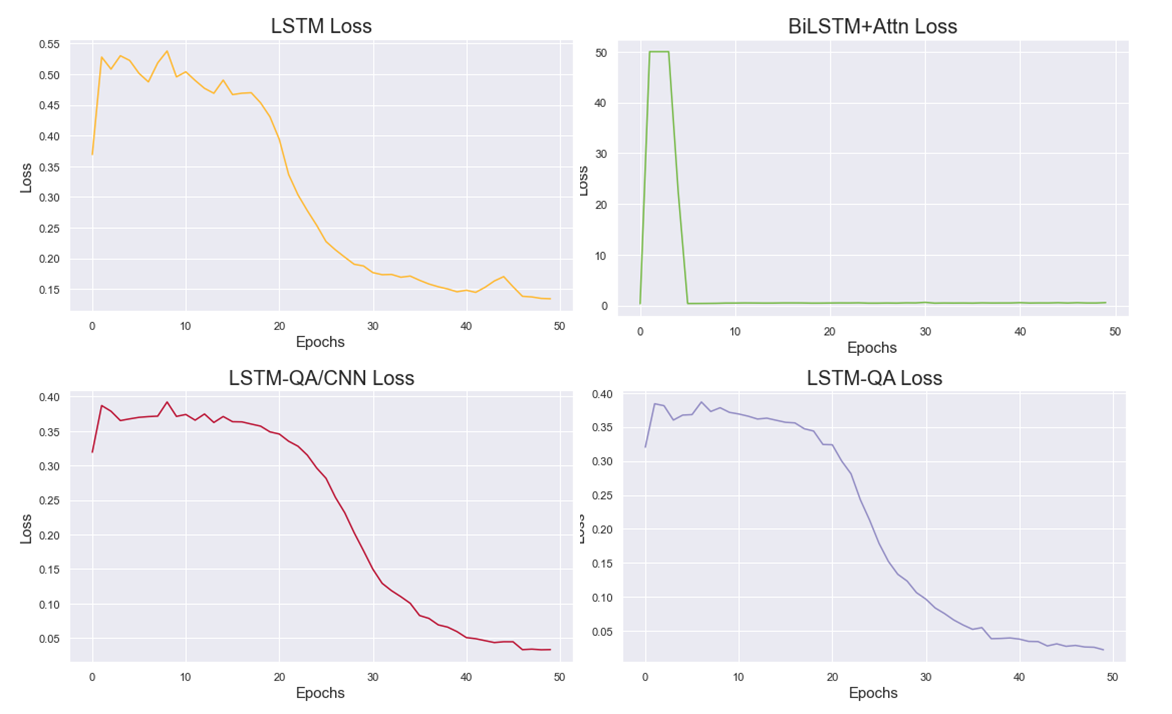 LSTM Loss
0.55
0.50
0.45
0.40
0.35
0.30
0.25
0.20
0.15
Loss
0 10 20 30 40 50
Epochs
BiLSTM+Attn Loss
50
40
30
20
10
0
Loss
0 10 20 30 40 50
Epochs
LSTM-QA/CNN Loss
0.40
0.35
0.30
0.25
0.20
0.15
0.10
0.05
Loss
0 10 20 30 40 50
Epochs
LSTM-QA Loss
0.40
0.35
0.30
0.25
0.20
0.15
0.10
0.05
Loss
0 10 20 30 40 50
Epochs